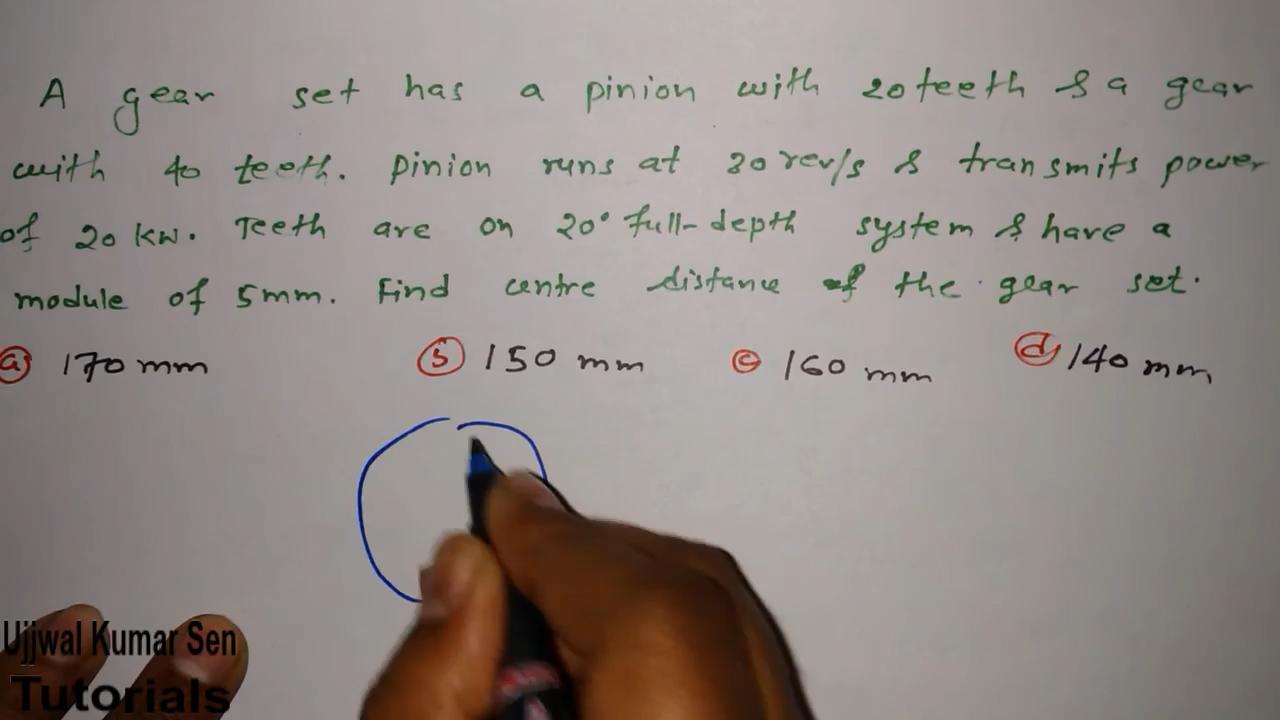 A gear set has a pinion with 20 teeth & a gear
with 40 teeth. Pinion runs at 30 rev/s & transmits power
of 20 kW. Teeth are on 20° full-depth system & have a
module of 5mm. Find centre distance of the gear set.
(a) 170 mm (b) 150 mm (c) 160 mm (d) 140 mm
Ujjwal Kumar Sen
Tutorials